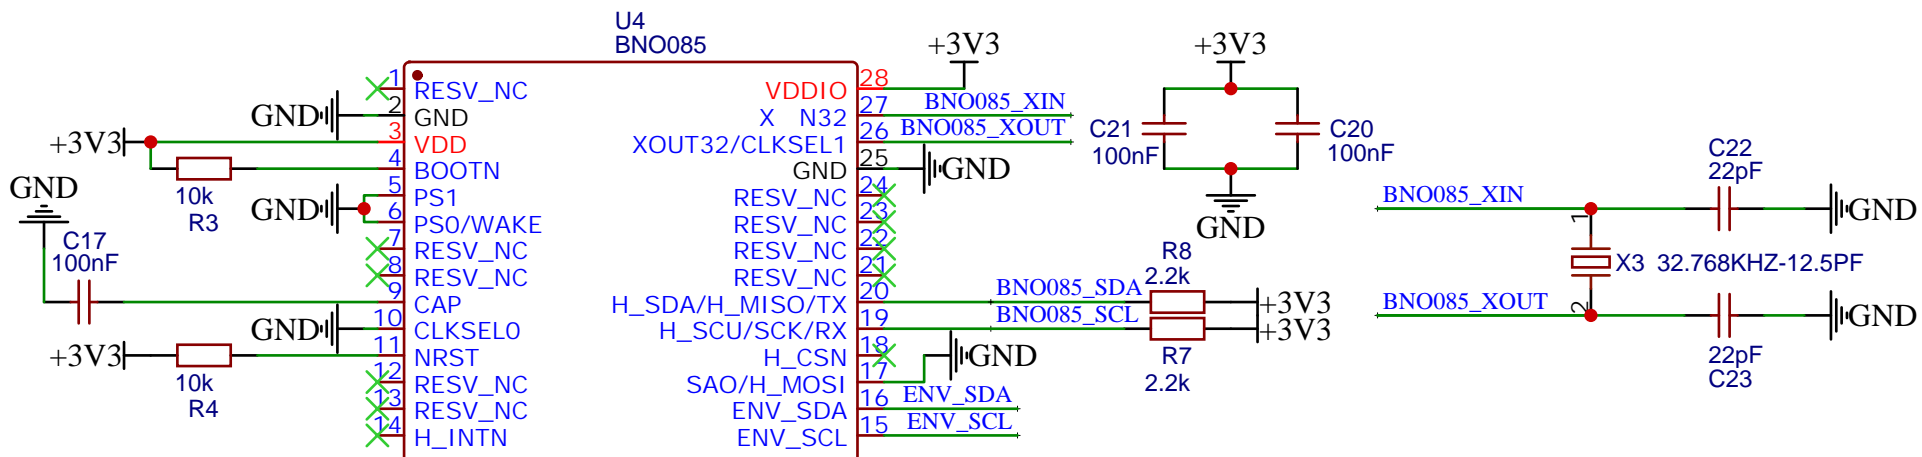 U4
BNO085
1 RESV_NC
GND 2 GND
+3V3 3 VDD
4 BOOTN
10k
R3
5 PS1
GND
6 PS0/WAKE
7 RESV_NC
8 RESV_NC
GND
C17
100nF
9 CAP
GND 10 CLKSEL0
+3V3 11 NRST
10k
R4
12 RESV_NC
13 RESV_NC
14 H_INTN
+3V3
VDDIO 28
X N32 27 BNO085_XIN
XOUT32/CLKSEL1 26 BNO085_XOUT
GND 25 GND
RESV_NC 24
RESV_NC 23
RESV_NC 22
RESV_NC 21
H_SDA/H_MISO/TX 20 BNO085_SDA
R8
2.2k
+3V3
H_SCU/SCK/RX 19 BNO085_SCL
+3V3
R7
2.2k
H_CSN 18
GND
SAO/H_MOSI 17
ENV_SDA 16 ENV_SDA
ENV_SCL 15 ENV_SCL
+3V3
C21
100nF
C20
100nF
GND
BNO085_XIN
C22
22pF
GND
1
X3 32.768KHZ-12.5PF
2
BNO085_XOUT
GND
22pF
C23